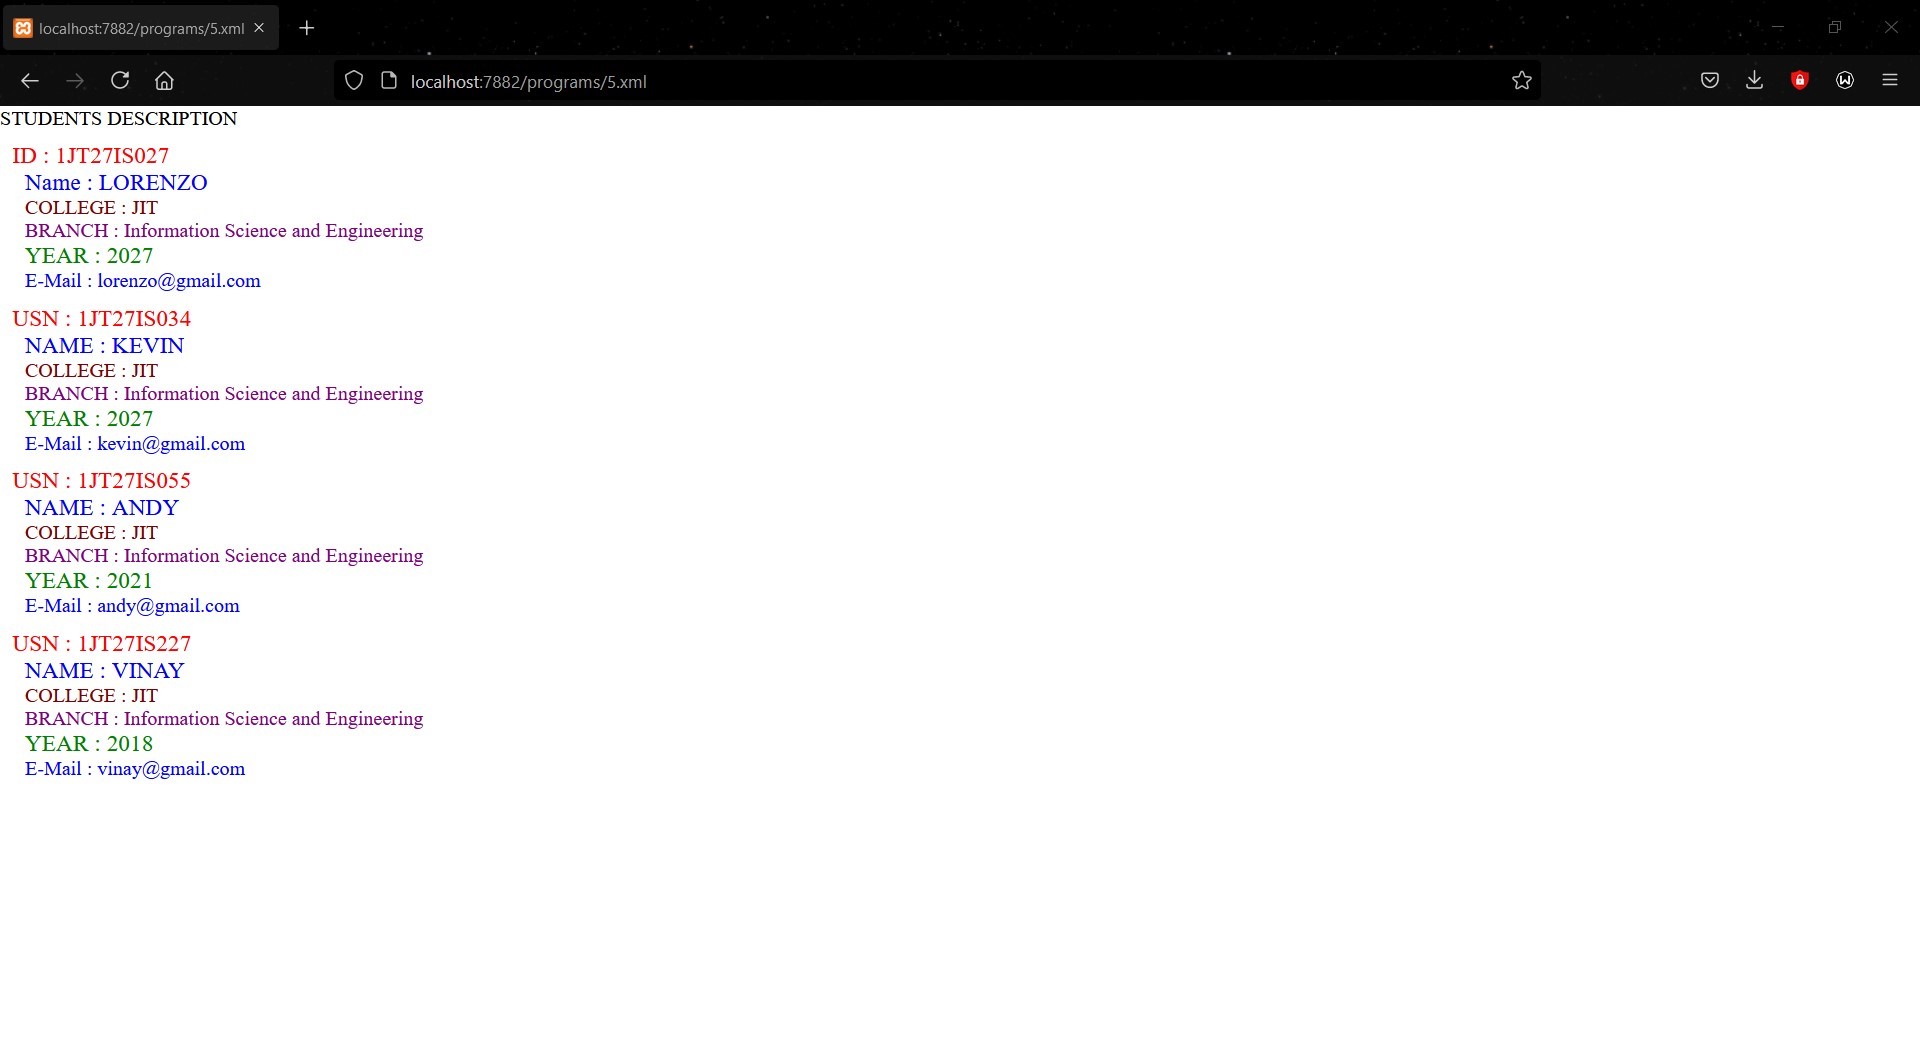 localhost:7882/programs/5.xml
localhost:7882/programs/5.xml
STUDENTS DESCRIPTION
ID : 1JT27IS027
Name : LORENZO
COLLEGE : JIT
BRANCH : Information Science and Engineering
YEAR : 2027
E-Mail : lorenzo@gmail.com
USN : 1JT27IS034
NAME : KEVIN
COLLEGE : JIT
BRANCH : Information Science and Engineering
YEAR : 2027
E-Mail : kevin@gmail.com
USN : 1JT27IS055
NAME : ANDY
COLLEGE : JIT
BRANCH : Information Science and Engineering
YEAR : 2021
E-Mail : andy@gmail.com
USN : 1JT27IS227
NAME : VINAY
COLLEGE : JIT
BRANCH : Information Science and Engineering
YEAR : 2018
E-Mail : vinay@gmail.com